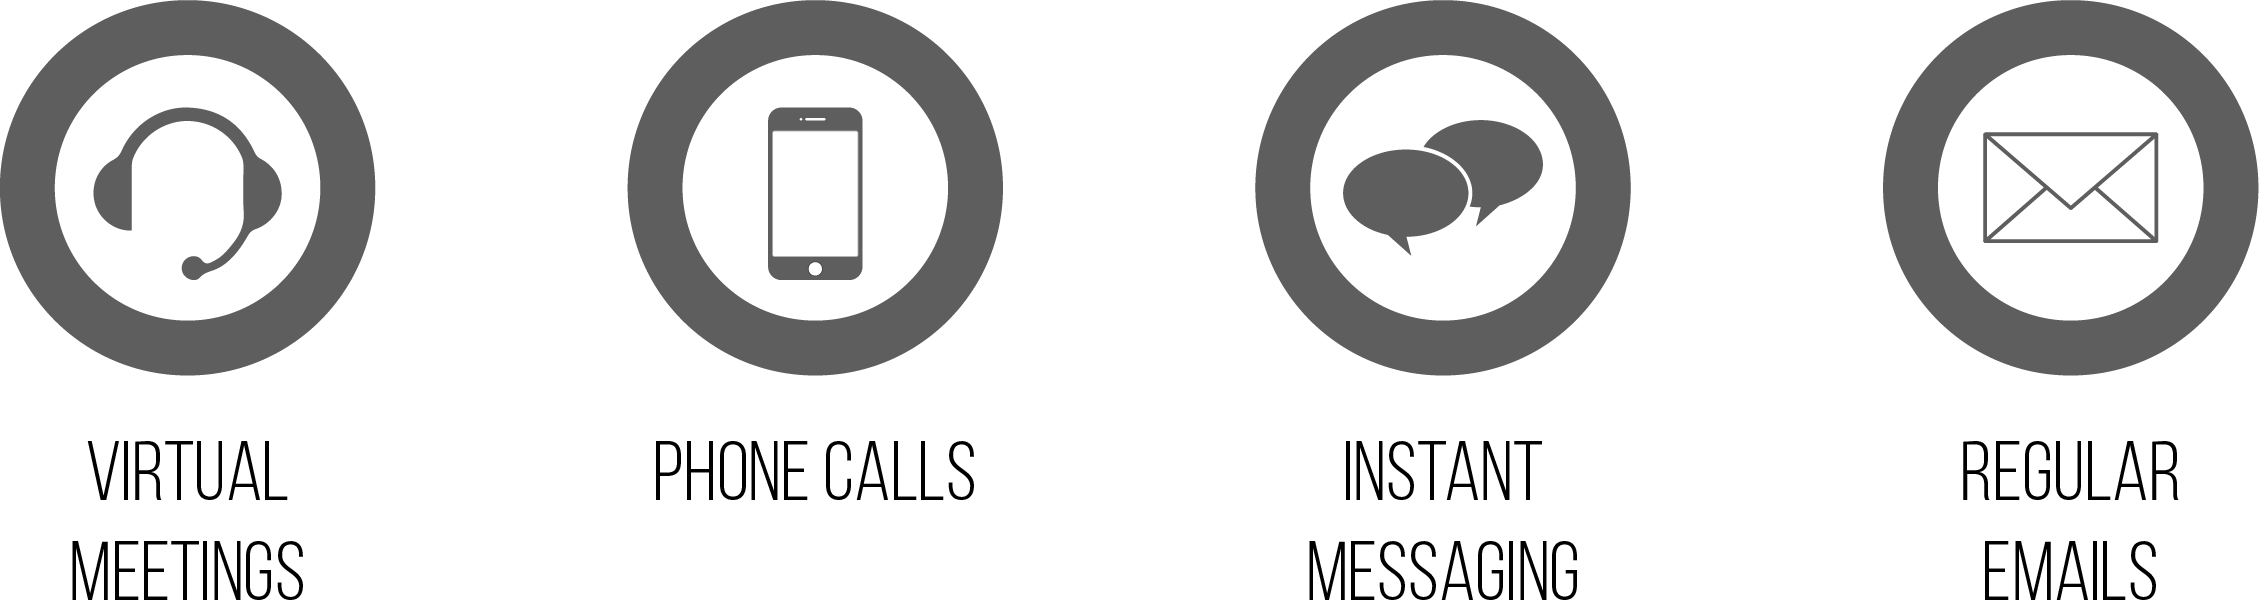 VIRTUAL
MEETINGS
PHONE CALLS
INSTANT
MESSAGING
REGULAR
EMAILS